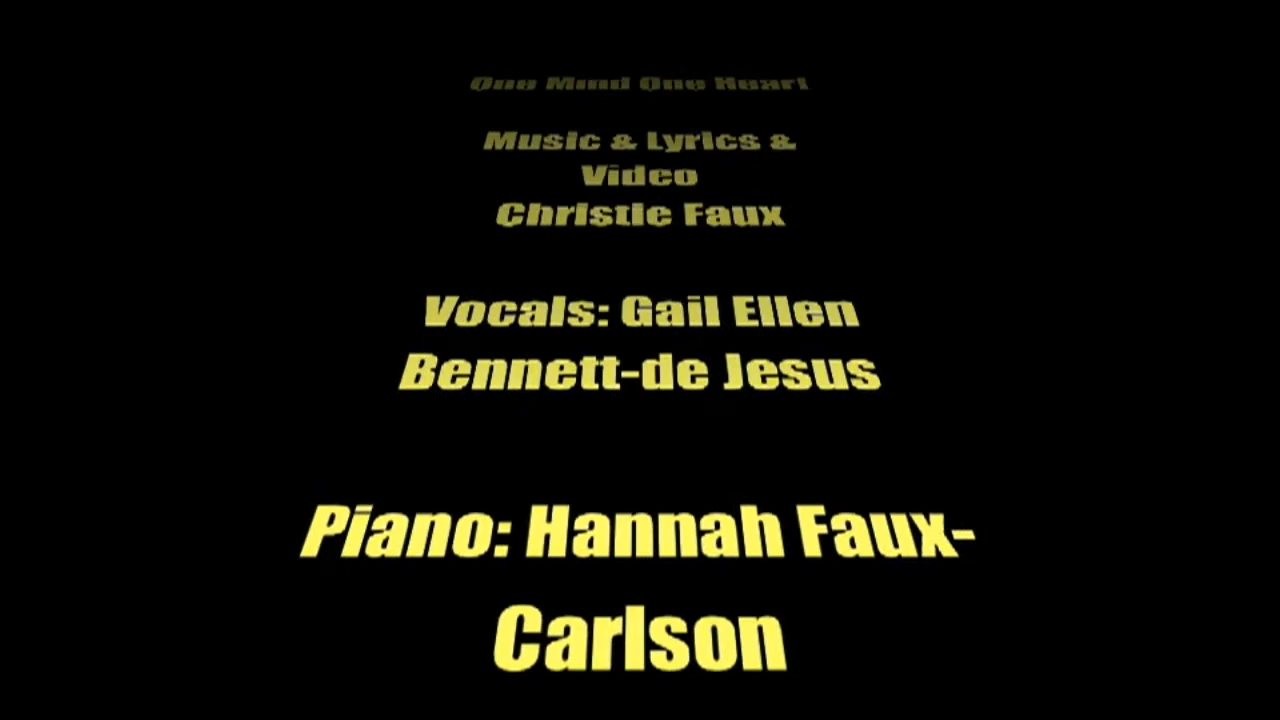 One Mind One Heart
Music & Lyrics &
Video
Christie Faux
Vocals: Gail Ellen
Bennett-de Jesus
Piano: Hannah Faux-
Carlson